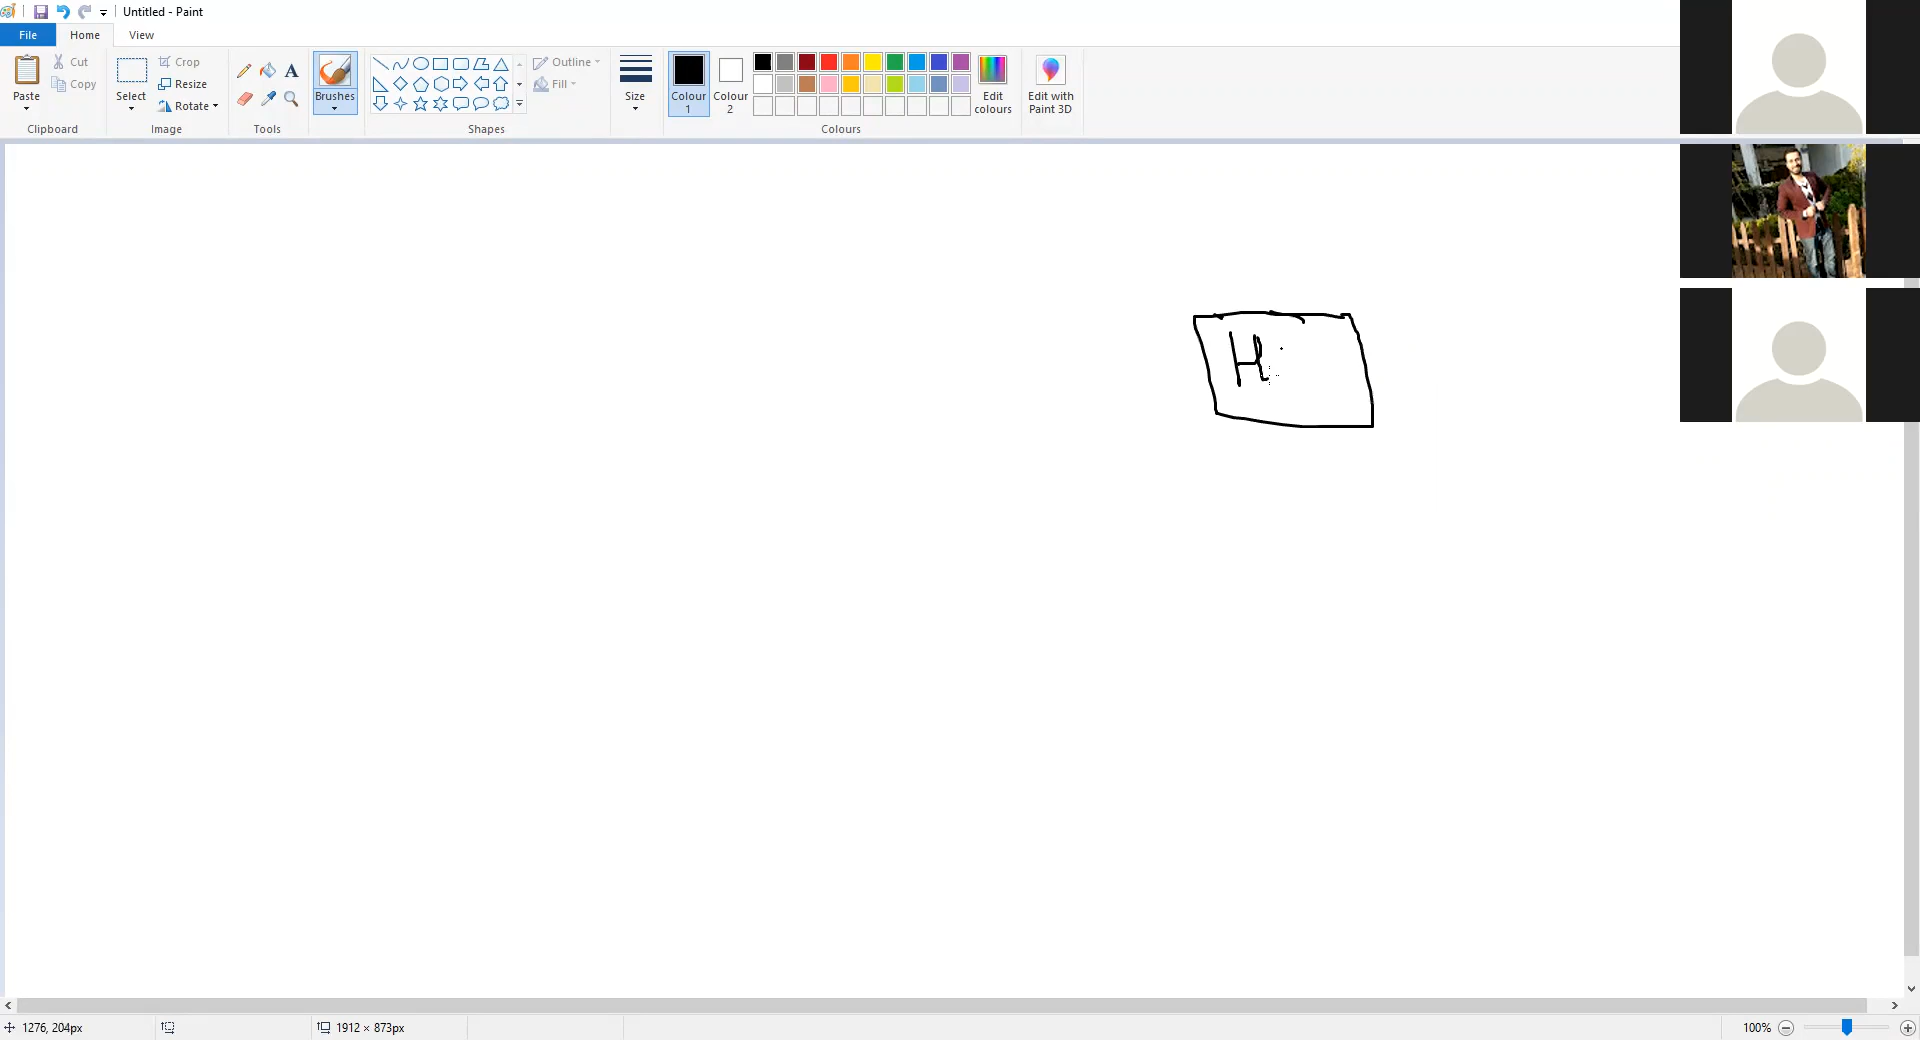 Untitled - Paint
File Home View
Paste
Cut
Copy
Clipboard
Select
Crop
Resize
Rotate
Image
A
Tools
Brushes
Shapes
Outline
Fill
Size
Colour 1
Colour 2
Edit colours
Colours
Edit with Paint 3D
H
1276, 204px
1912 × 873px
100%